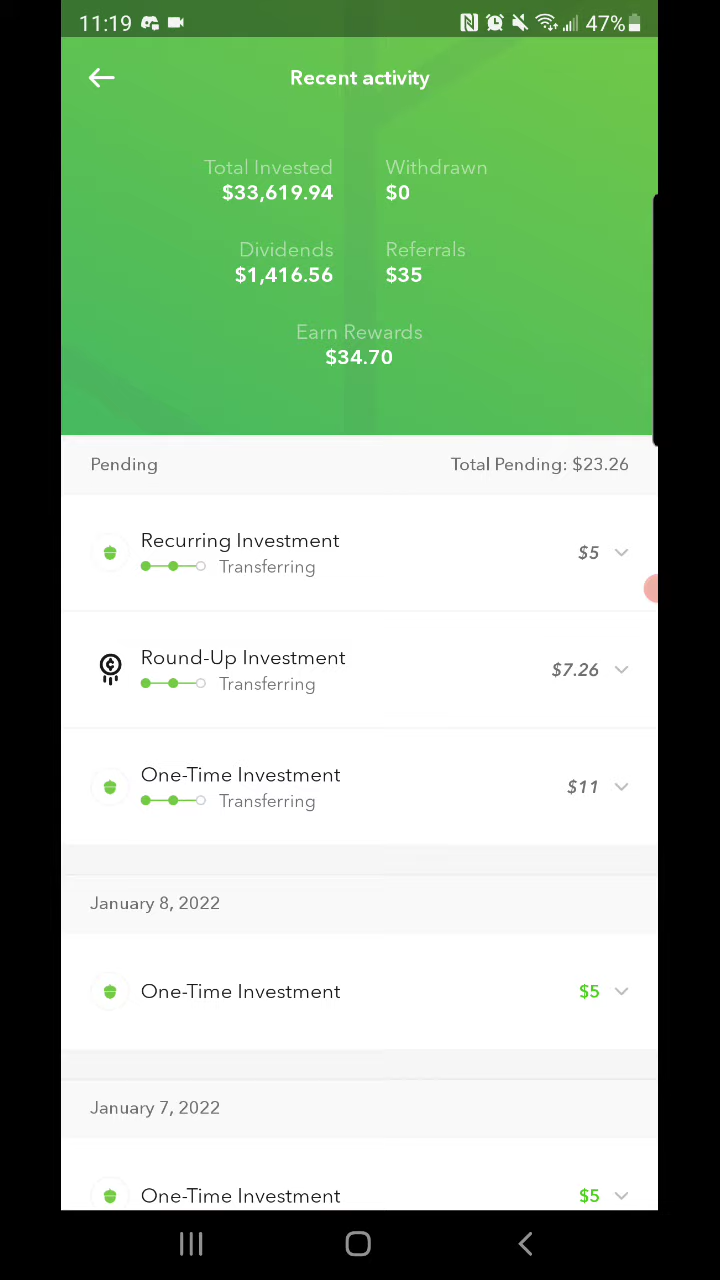 11:19 47%
Recent activity
Total Invested Withdrawn
$33,619.94 $0
Dividends Referrals
$1,416.56 $35
Earn Rewards
$34.70
Pending Total Pending: $23.26
Recurring Investment
$5
Transferring
Round-Up Investment
$7.26
Transferring
One-Time Investment
$11
Transferring
January 8, 2022
One-Time Investment $5
January 7, 2022
One-Time Investment $5